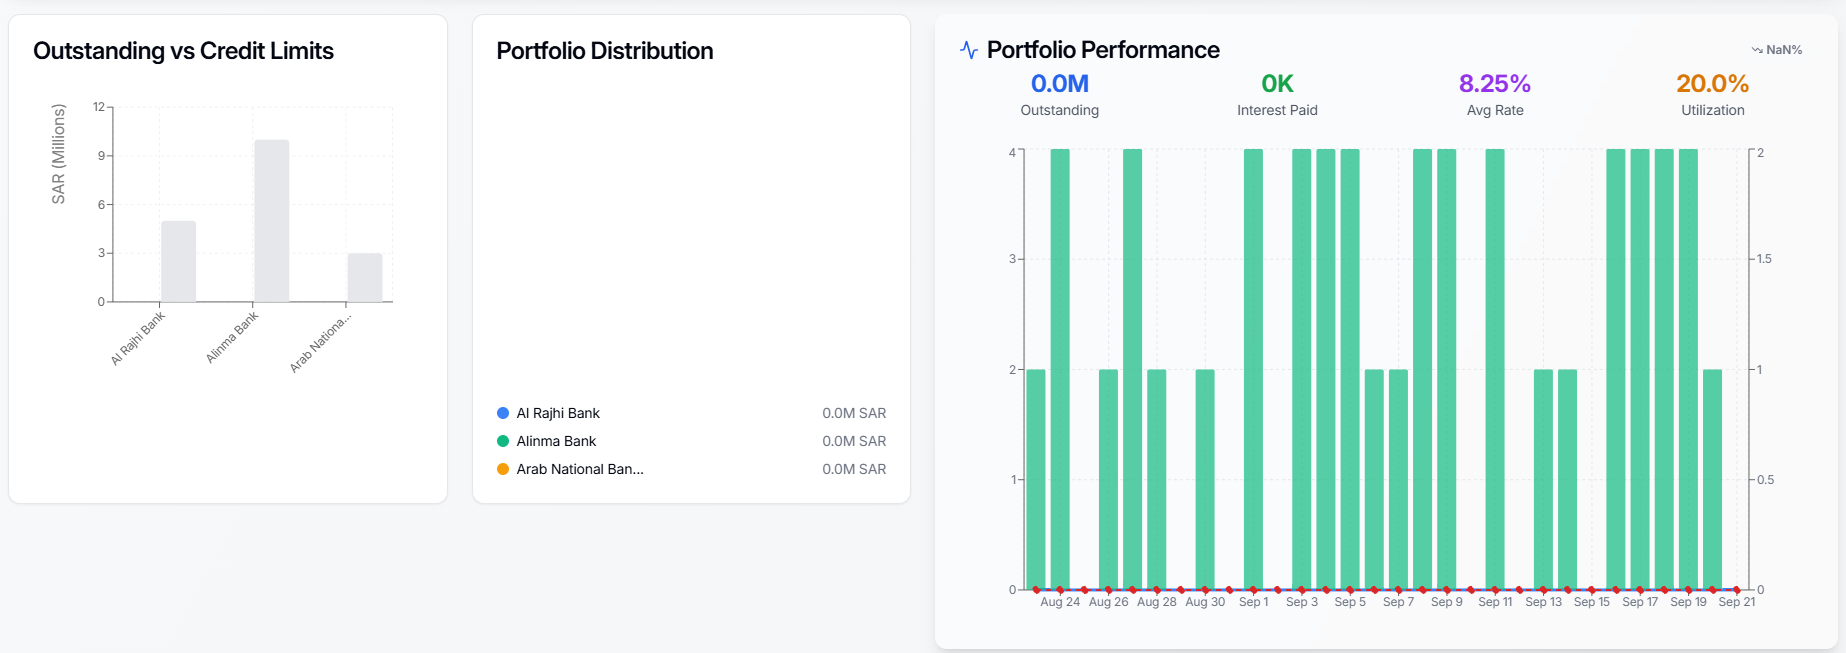 Outstanding vs Credit Limits
SAR (Millions)
12
9
6
3
0
Al Rajhi Bank
Alinma Bank
Arab Nationa...
Portfolio Distribution
Al Rajhi Bank 0.0M SAR
Alinma Bank 0.0M SAR
Arab National Ban... 0.0M SAR
Portfolio Performance
NaN%
0.0M 0K 8.25% 20.0%
Outstanding Interest Paid Avg Rate Utilization
4 2
3 1.5
2 1
1 0.5
0 0
Aug 24 Aug 26 Aug 28 Aug 30 Sep 1 Sep 3 Sep 5 Sep 7 Sep 9 Sep 11 Sep 13 Sep 15 Sep 17 Sep 19 Sep 21